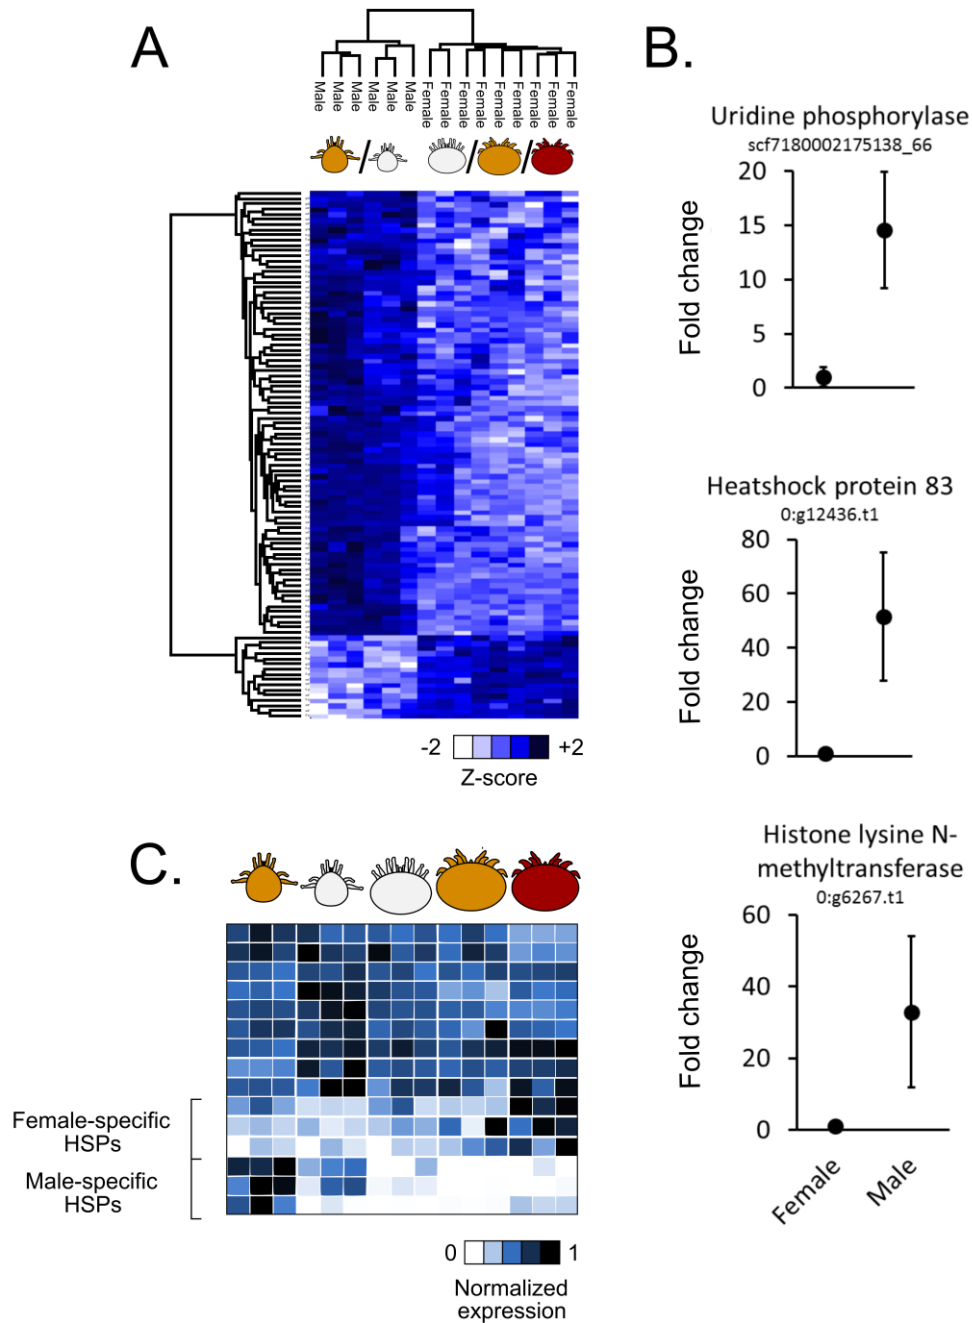 A
B.
Male
Male
Male
Male
Male
Male
Female
Female
Female
Female
Female
Female
Female
Female
Female
/
/
/
-2
+2
Z-score
Uridine phosphorylase
scf7180002175138_66
Fold change
20
15
10
5
0
Heatshock protein 83
0:g12436.t1
Fold change
80
60
40
20
0
Histone lysine N-
methyltransferase
0:g6267.t1
Fold change
60
40
20
0
Female
Male
C.
Female-specific
HSPs
Male-specific
HSPs
0
1
Normalized
expression